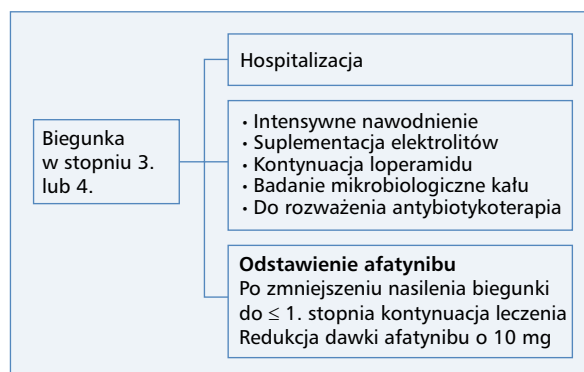 Biegunka
w stopniu 3.
lub 4.
Hospitalizacja
• Intensywne nawodnienie
• Suplementacja elektrolitów
• Kontynuacja loperamidu
• Badanie mikrobiologiczne kału
• Do rozważenia antybiotykoterapia
Odstawienie afatynibu
Po zmniejszeniu nasilenia biegunki
do ≤ 1. stopnia kontynuacja leczenia
Redukcja dawki afatynibu o 10 mg